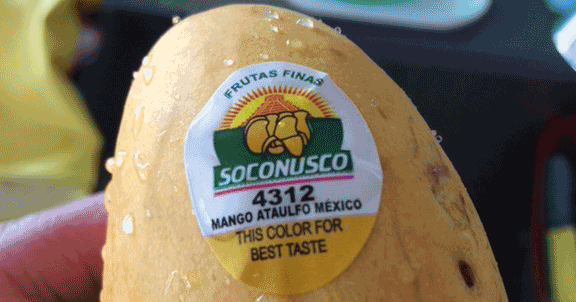 FRUTAS FINAS
SOCONUSCO
4312
MANGO ATAULFO MÉXICO
THIS COLOR FOR
BEST TASTE